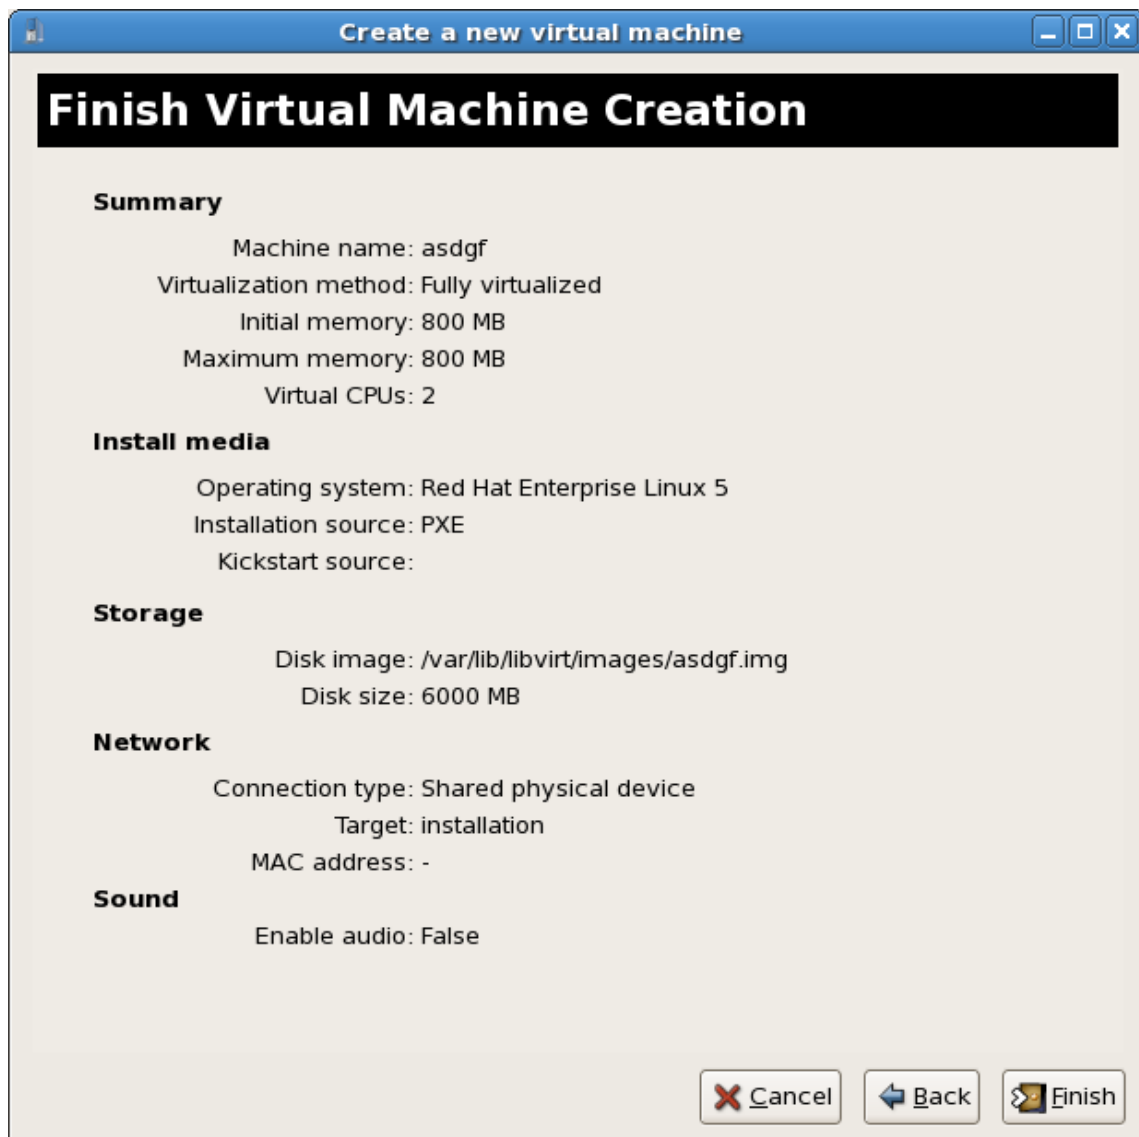 Create a new virtual machine
Finish Virtual Machine Creation
Summary
Machine name: asdgf
Virtualization method: Fully virtualized
Initial memory: 800 MB
Maximum memory: 800 MB
Virtual CPUs: 2
Install media
Operating system: Red Hat Enterprise Linux 5
Installation source: PXE
Kickstart source:
Storage
Disk image: /var/lib/libvirt/images/asdgf.img
Disk size: 6000 MB
Network
Connection type: Shared physical device
Target: installation
MAC address: -
Sound
Enable audio: False
Cancel Back Finish